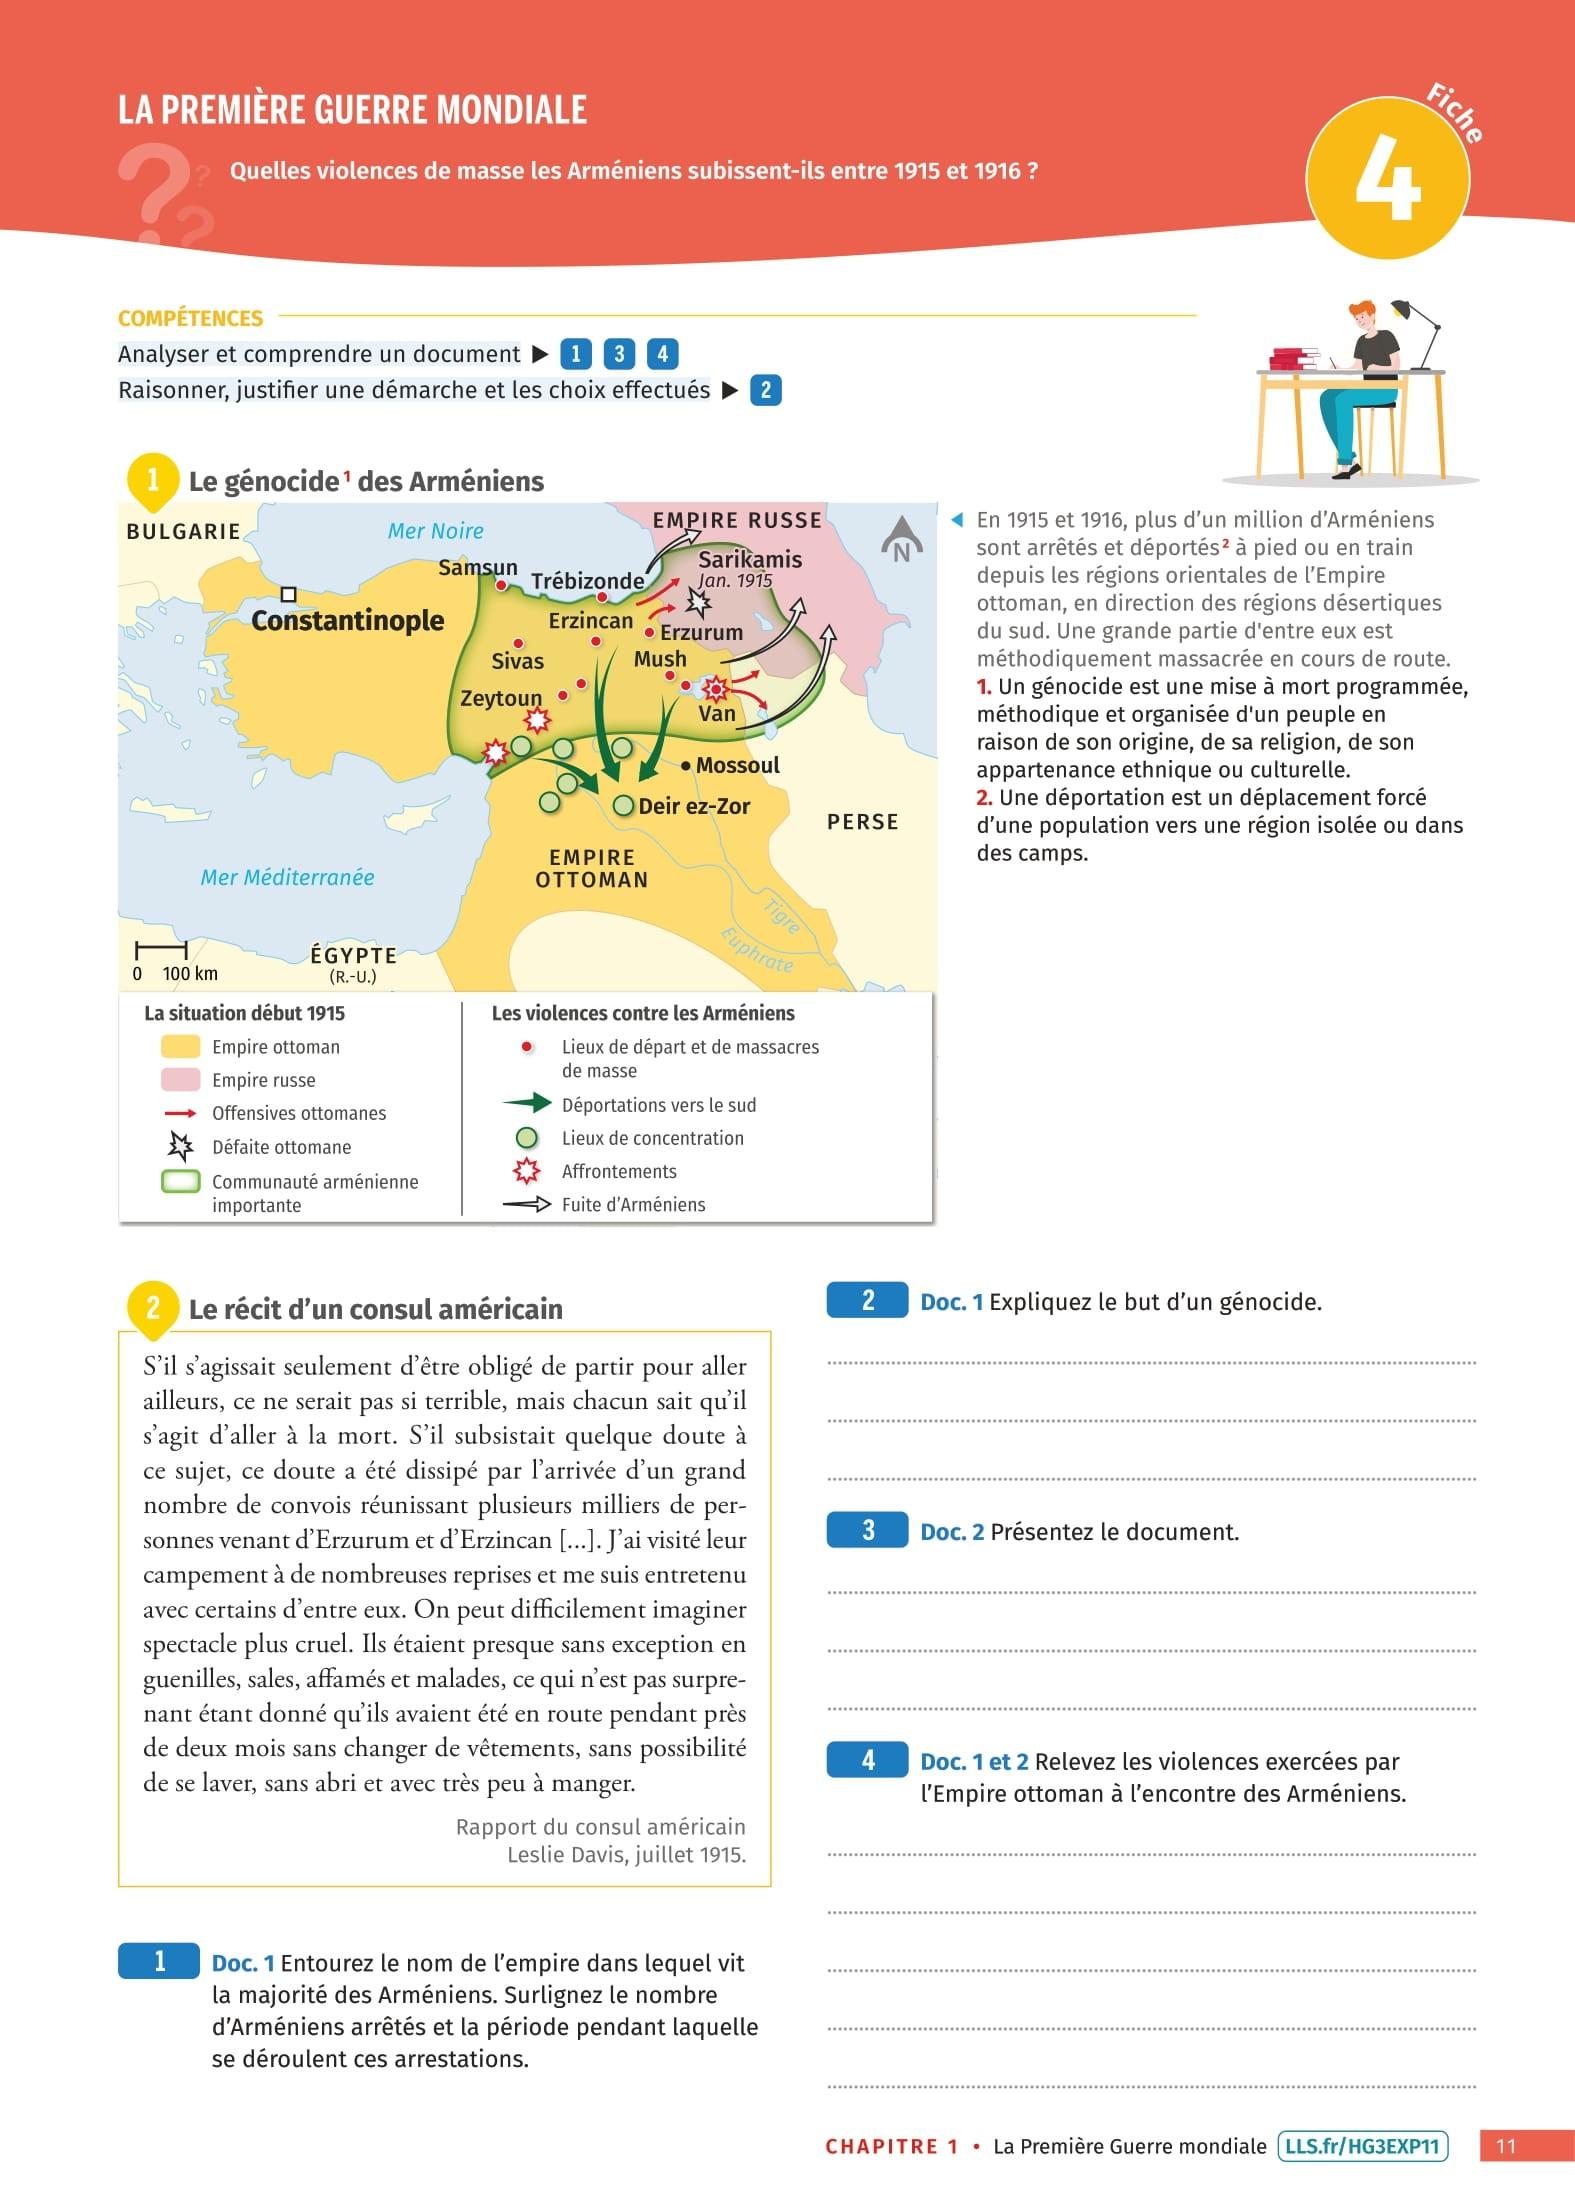 LA PREMIÈRE GUERRE MONDIALE
Quelles violences de masse les Arméniens subissent-ils entre 1915 et 1916 ?
Fiche
4
COMPÉTENCES
Analyser et comprendre un document ▶ 1 3 4
Raisonner, justifier une démarche et les choix effectués ▶ 2
1 Le génocide¹ des Arméniens
BULGARIE
Mer Noire
EMPIRE RUSSE
N
Samsun
Trébizonde
Sarikamis
Jan. 1915
Constantinople
Erzincan
Erzurum
Sivas
Mush
Zeytoun
Van
Mossoul
Deir ez-Zor
PERSE
EMPIRE
OTTOMAN
Mer Méditerranée
Tigre
Euphrate
ÉGYPTE
(R.-U.)
0 100 km
La situation début 1915
Empire ottoman
Empire russe
Offensives ottomanes
Défaite ottomane
Communauté arménienne
importante
Les violences contre les Arméniens
Lieux de départ et de massacres
de masse
Déportations vers le sud
Lieux de concentration
Affrontements
Fuite d’Arméniens
◀ En 1915 et 1916, plus d’un million d’Arméniens
sont arrêtés et déportés² à pied ou en train
depuis les régions orientales de l’Empire
ottoman, en direction des régions désertiques
du sud. Une grande partie d'entre eux est
méthodiquement massacrée en cours de route.
1. Un génocide est une mise à mort programmée,
méthodique et organisée d'un peuple en
raison de son origine, de sa religion, de son
appartenance ethnique ou culturelle.
2. Une déportation est un déplacement forcé
d’une population vers une région isolée ou dans
des camps.
2 Le récit d’un consul américain
S’il s’agissait seulement d’être obligé de partir pour aller
ailleurs, ce ne serait pas si terrible, mais chacun sait qu’il
s’agit d’aller à la mort. S’il subsistait quelque doute à
ce sujet, ce doute a été dissipé par l’arrivée d’un grand
nombre de convois réunissant plusieurs milliers de per-
sonnes venant d’Erzurum et d’Erzincan [...]. J’ai visité leur
campement à de nombreuses reprises et me suis entretenu
avec certains d’entre eux. On peut difficilement imaginer
spectacle plus cruel. Ils étaient presque sans exception en
guenilles, sales, affamés et malades, ce qui n’est pas surpre-
nant étant donné qu’ils avaient été en route pendant près
de deux mois sans changer de vêtements, sans possibilité
de se laver, sans abri et avec très peu à manger.
Rapport du consul américain
Leslie Davis, juillet 1915.
1 Doc. 1 Entourez le nom de l’empire dans lequel vit
la majorité des Arméniens. Surlignez le nombre
d’Arméniens arrêtés et la période pendant laquelle
se déroulent ces arrestations.
2 Doc. 1 Expliquez le but d’un génocide.
3 Doc. 2 Présentez le document.
4 Doc. 1 et 2 Relevez les violences exercées par
l’Empire ottoman à l’encontre des Arméniens.
CHAPITRE 1 • La Première Guerre mondiale LLS.fr/HG3EXP11 11